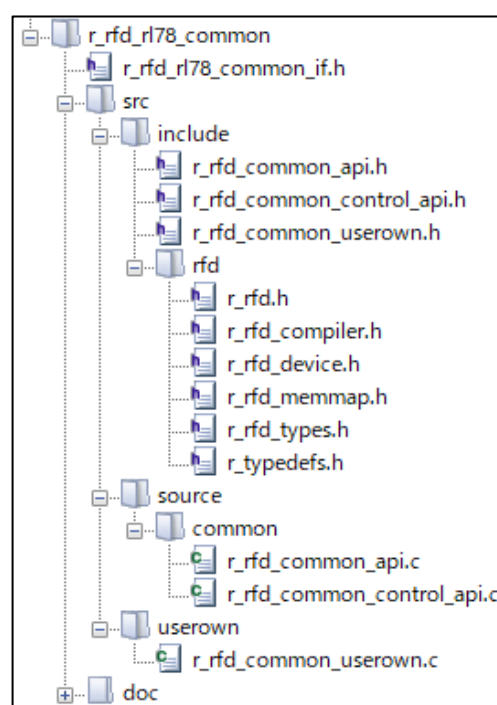 r_rfd_rl78_common
r_rfd_rl78_common_if.h
src
include
r_rfd_common_api.h
r_rfd_common_control_api.h
r_rfd_common_userown.h
rfd
r_rfd.h
r_rfd_compiler.h
r_rfd_device.h
r_rfd_memmap.h
r_rfd_types.h
r_typedefs.h
source
common
r_rfd_common_api.c
r_rfd_common_control_api.c
userown
r_rfd_common_userown.c
doc